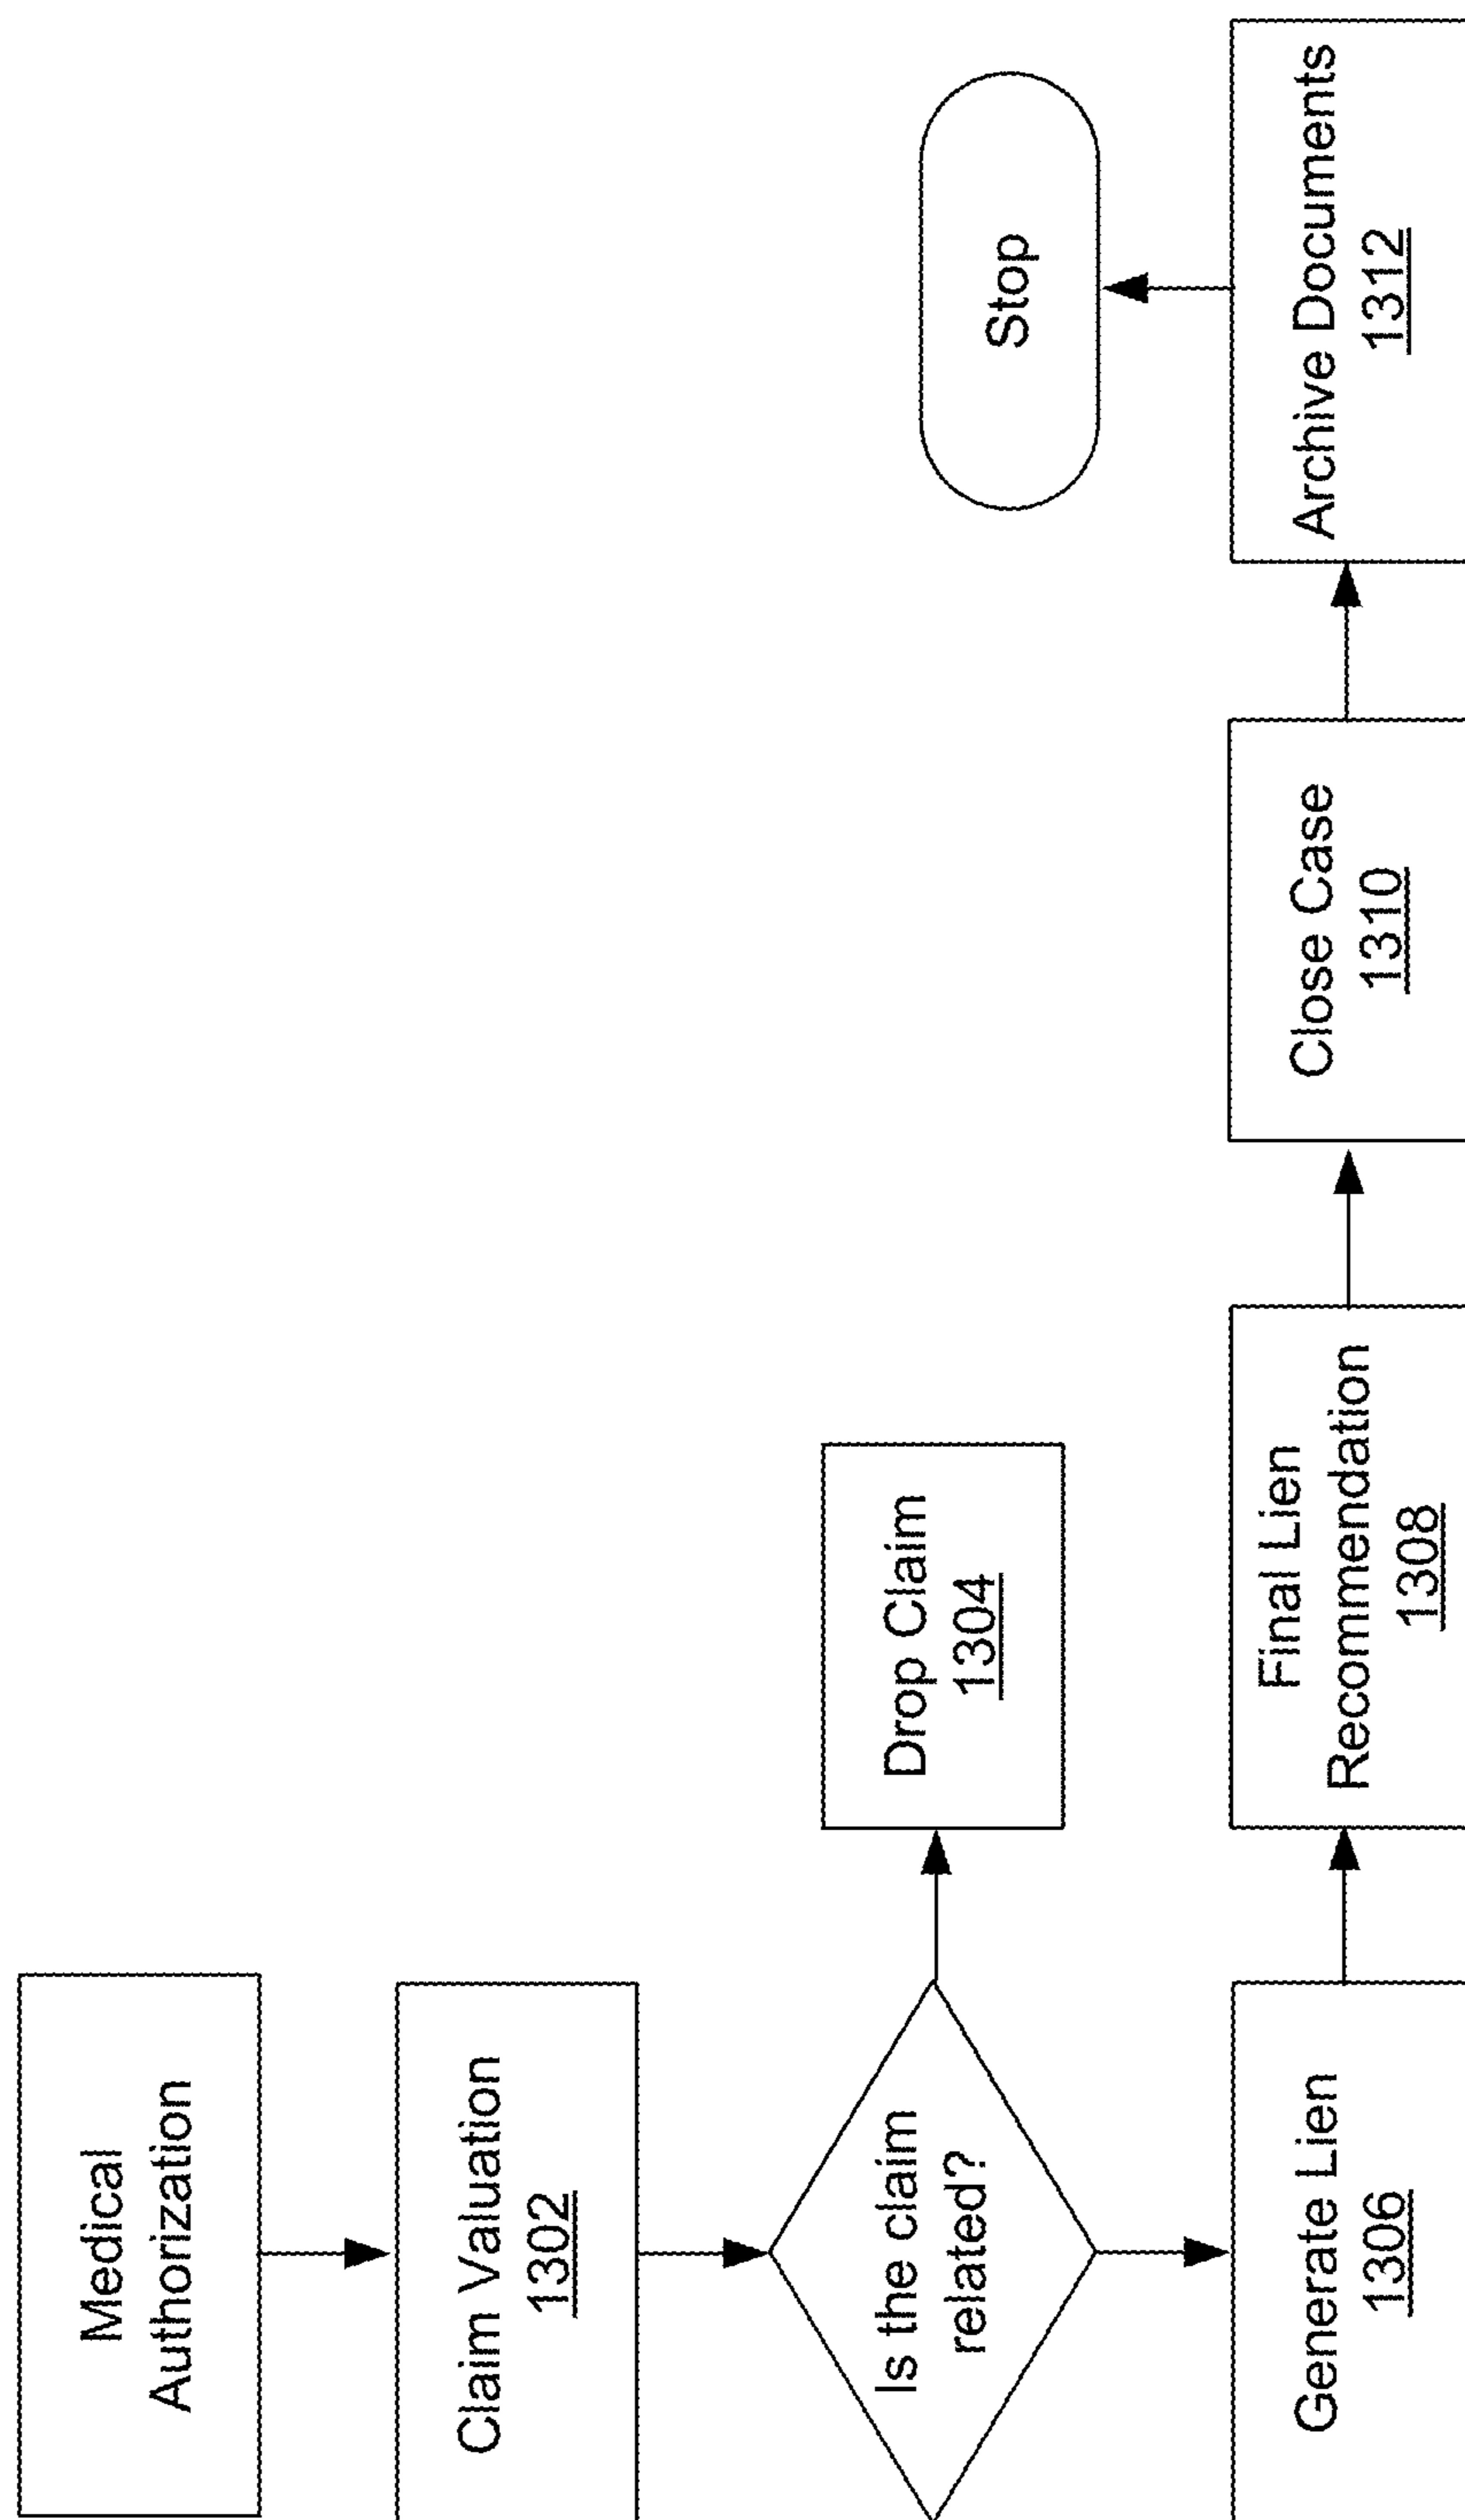 Medical
Authorization
Claim Valuation
1302
Is the claim
related?
Drop Claim
1304
Generate Lien
1306
Final Lien
Recommendation
1308
Close Case
1310
Archive Documents
1312
Stop